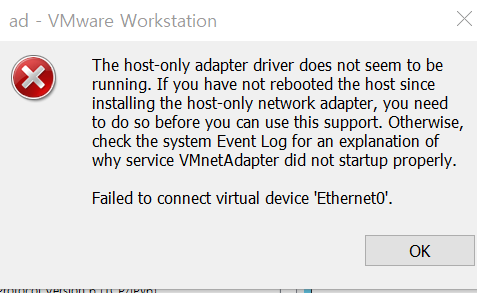 ad - VMware Workstation
The host-only adapter driver does not seem to be
running. If you have not rebooted the host since
installing the host-only network adapter, you need
to do so before you can use this support. Otherwise,
check the system Event Log for an explanation of
why service VMnetAdapter did not startup properly.
Failed to connect virtual device 'Ethernet0'.
OK